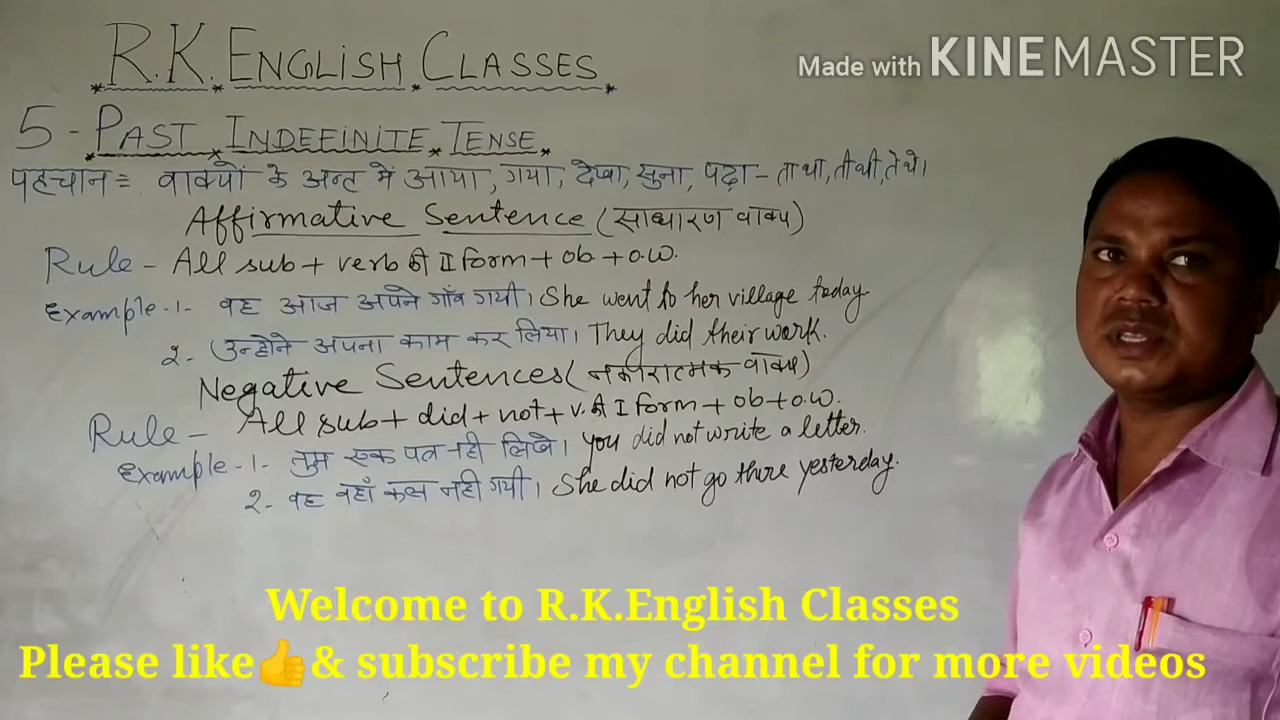 R.K. ENGLISH CLASSES
Made with KINEMASTER
5 - PAST INDEFINITE TENSE
पहचान = वाक्यों के अन्त में आया, गया, देखा, सुना, पढ़ा - ता था, ती थी, ते थे।
Affirmative Sentence (साधारण वाक्य)
Rule - All sub + verb की II form + ob. + o.w.
Example - 1 - वह आज अपने गाँव गयी। She went to her village today.
2 - उन्होंने अपना काम कर लिया। They did their work.
Negative Sentences (नकारात्मक वाक्य)
Rule - All sub + did + not + v. की I form + ob + o.w.
Example - 1 - तुम एक पत्र नही लिखे। You did not write a letter.
2 - वह वहाँ कल नही गयी। She did not go there yesterday.
Welcome to R.K.English Classes
Please like👍& subscribe my channel for more videos